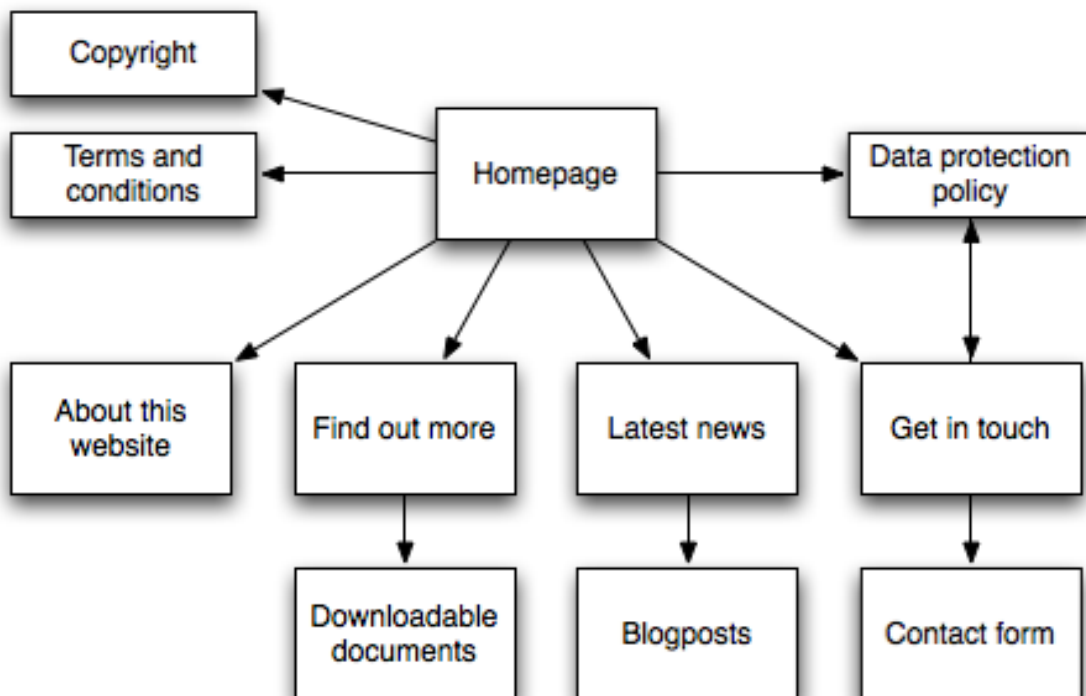 Copyright
Homepage
Terms and
conditions
Data protection
policy
About this
website
Find out more
Latest news
Get in touch
Downloadable
documents
Blogposts
Contact form